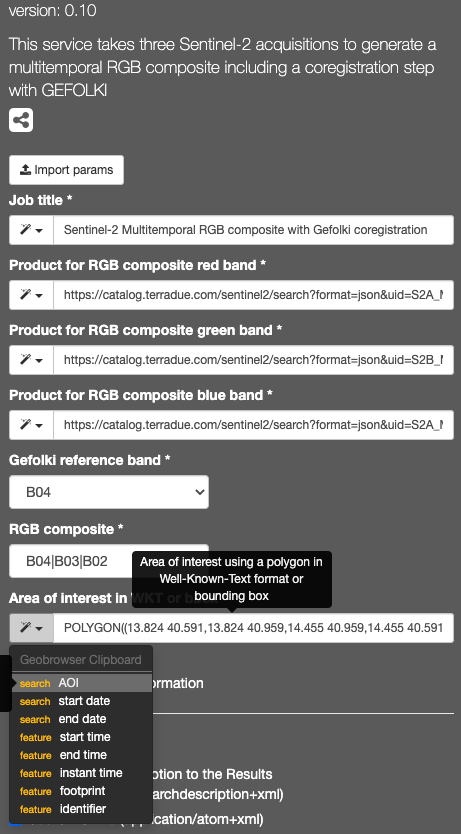 version: 0.10
This service takes three Sentinel-2 acquisitions to generate a
multitemporal RGB composite including a coregistration step
with GEFOLKI
Import params
Job title *
Sentinel-2 Multitemporal RGB composite with Gefolki coregistration
Product for RGB composite red band *
https://catalog.terradue.com/sentinel2/search?format=json&uid=S2A_M
Product for RGB composite green band *
https://catalog.terradue.com/sentinel2/search?format=json&uid=S2B_M
Product for RGB composite blue band *
https://catalog.terradue.com/sentinel2/search?format=json&uid=S2A_M
Gefolki reference band *
B04
RGB composite *
B04|B03|B02
Area of interest using a polygon in
Well-Known-Text format or
bounding box
Area of interest in WKT or
POLYGON((13.824 40.591,13.824 40.959,14.455 40.959,14.455 40.591
Geobrowser Clipboard
search AOI
search start date
search end date
feature start time
feature end time
feature instant time
feature footprint
feature identifier
ormation
ption to the Results
archdescription+xml)
pplication/atom+xml)